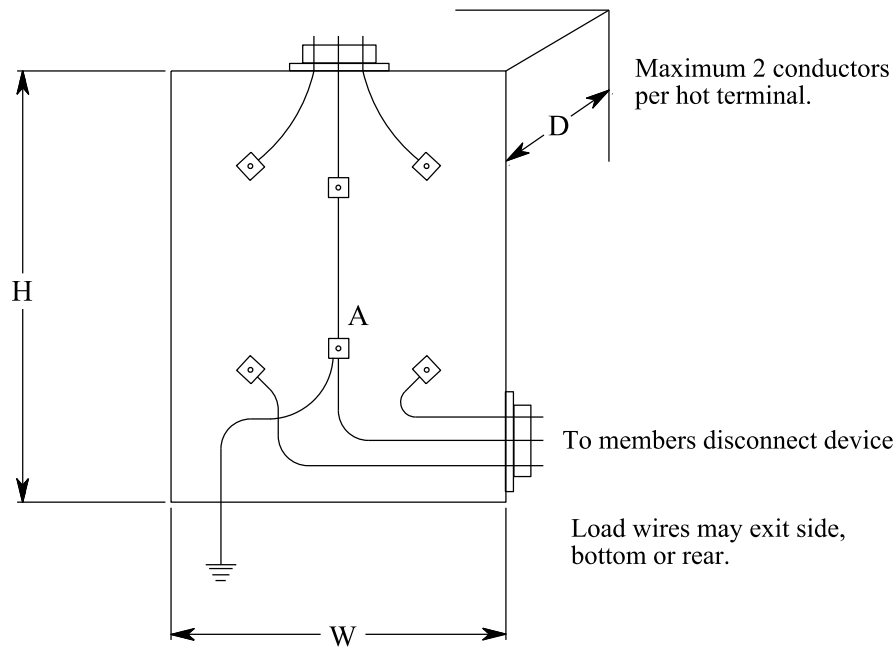 Maximum 2 conductors
per hot terminal.
D
H
A
To members disconnect device
Load wires may exit side,
bottom or rear.
W